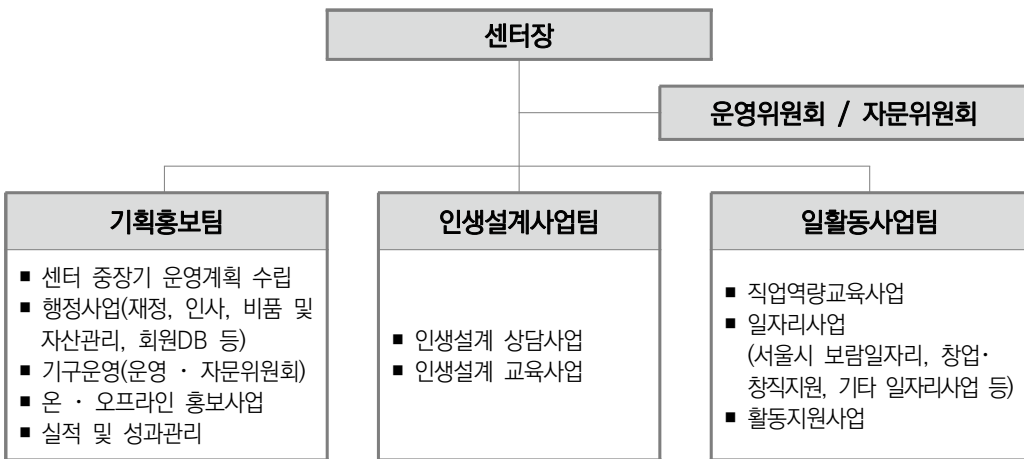 센터장
운영위원회 / 자문위원회
기획홍보팀
■ 센터 중장기 운영계획 수립
■ 행정사업(재정, 인사, 비품 및
자산관리, 회원DB 등)
■ 기구운영(운영 · 자문위원회)
■ 온 · 오프라인 홍보사업
■ 실적 및 성과관리
인생설계사업팀
■ 인생설계 상담사업
■ 인생설계 교육사업
일활동사업팀
■ 직업역량교육사업
■ 일자리사업
(서울시 보람일자리, 창업·
창직지원, 기타 일자리사업 등)
■ 활동지원사업